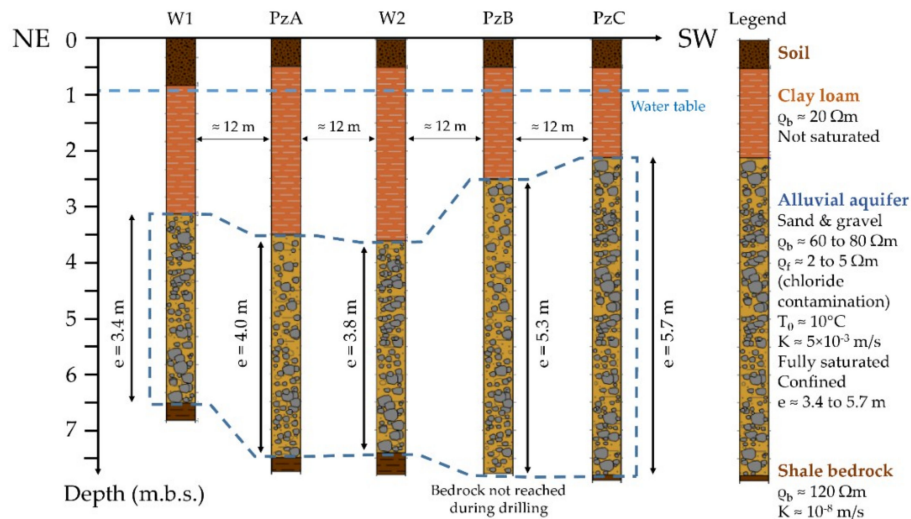 W1 PzA W2 PzB PzC Legend
NE SW
0
1
2
3
4
5
6
7
Depth (m.b.s.)
Water table
≈ 12 m ≈ 12 m ≈ 12 m ≈ 12 m
e = 3.4 m
e = 4.0 m
e = 3.8 m
e = 5.3 m
e = 5.7 m
Bedrock not reached
during drilling
Soil
Clay loam
ϱb ≈ 20 Ωm
Not saturated
Alluvial aquifer
Sand & gravel
ϱb ≈ 60 to 80 Ωm
ϱf ≈ 2 to 5 Ωm
(chloride
contamination)
T0 ≈ 10°C
K ≈ 5×10⁻³ m/s
Fully saturated
Confined
e ≈ 3.4 to 5.7 m
Shale bedrock
ϱb ≈ 120 Ωm
K ≈ 10⁻⁸ m/s